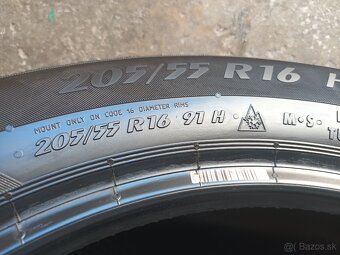 205/55 R16 H
MOUNT ONLY ON CODE 16 DIAMETER RIMS
205/55 R16 91 H
M+S
© Bazos.sk